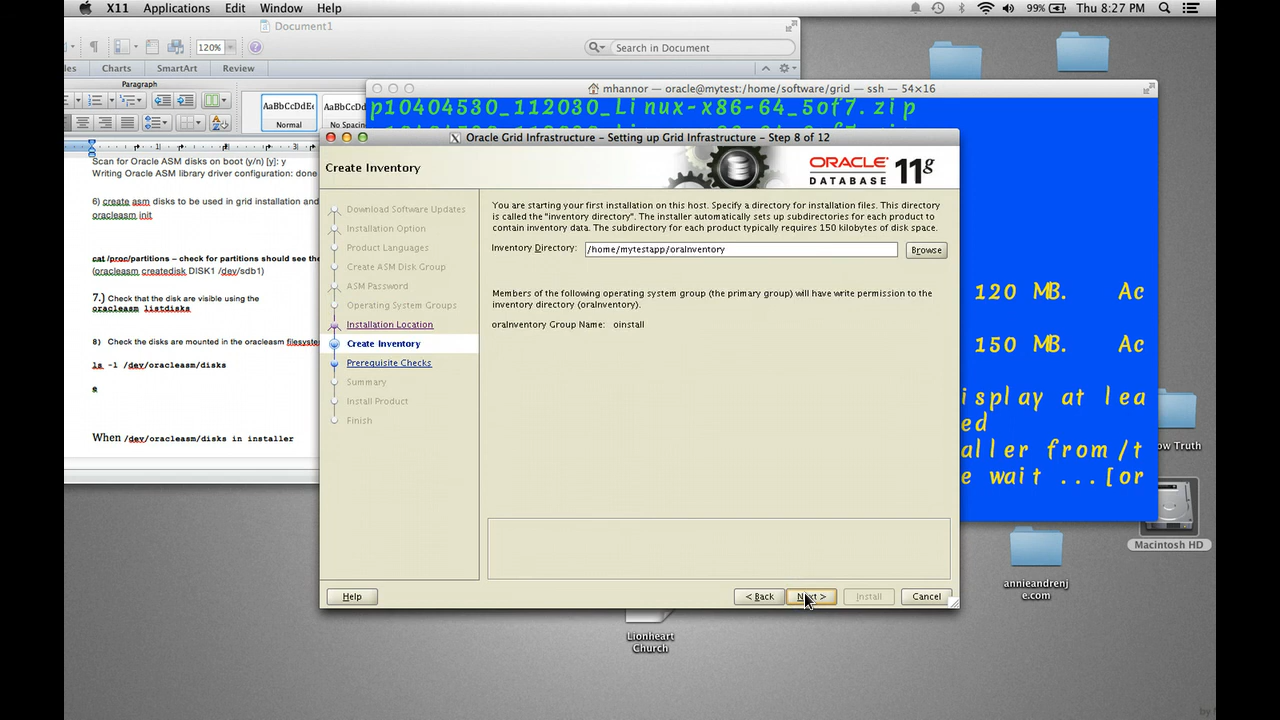 X11 Applications Edit Window Help
99% Thu 8:27 PM
Document1
120%
Search in Document
Charts SmartArt Review
Paragraph
AaBbCcDdEe
Normal
No Spacing
mhannor — oracle@mytest:/home/software/grid — ssh — 54×16
p10404530_112030_Linux-x86-64_5of7.zip
Scan for Oracle ASM disks on boot (y/n) [y]: y
Writing Oracle ASM library driver configuration: done
6) create asm disks to be used in grid installation and
oracleasm init
cat /proc/partitions – check for partitions should see the
(oracleasm createdisk DISK1 /dev/sdb1)
7.) Check that the disk are visible using the
oracleasm listdisks
8) Check the disks are mounted in the oracleasm filesystem
ls -l /dev/oracleasm/disks
e
When /dev/oracleasm/disks in installer
Oracle Grid Infrastructure – Setting up Grid Infrastructure – Step 8 of 12
Create Inventory
ORACLE
DATABASE 11g
Download Software Updates
Installation Option
Product Languages
Create ASM Disk Group
ASM Password
Operating System Groups
Installation Location
Create Inventory
Prerequisite Checks
Summary
Install Product
Finish
You are starting your first installation on this host. Specify a directory for installation files. This directory
is called the "inventory directory". The installer automatically sets up subdirectories for each product to
contain inventory data. The subdirectory for each product typically requires 150 kilobytes of disk space.
Inventory Directory: /home/mytestapp/oraInventory Browse
Members of the following operating system group (the primary group) will have write permission to the
inventory directory (oraInventory).
oraInventory Group Name: oinstall
Help < Back Next > Install Cancel
120 MB. Ac
150 MB. Ac
isplay at lea
ed
aller from /t
e wait ...[or
ow Truth
Macintosh HD
annieandrenj
e.com
Lionheart
Church